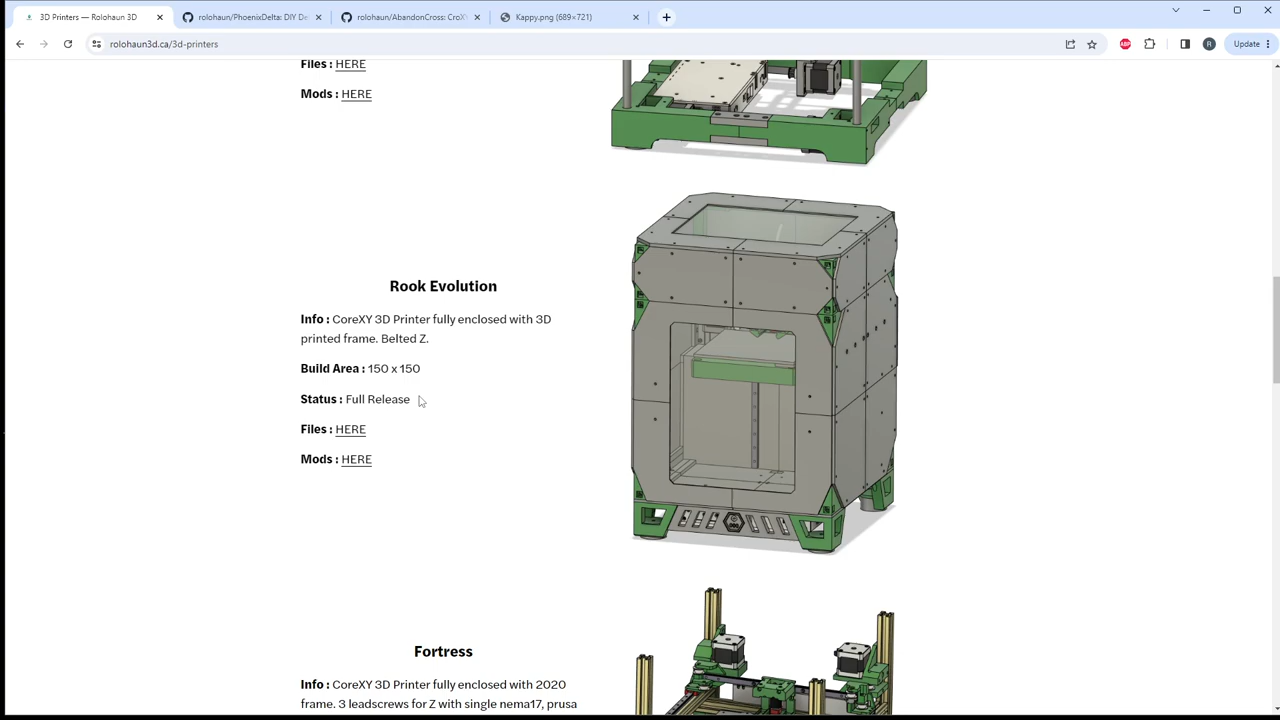 3D Printers — Rolohaun 3D
rolohaun/PhoenixDelta: DIY De
rolohaun/AbandonCross: CroX
Kappy.png (689×721)
rolohaun3d.ca/3d-printers
ABP
R
Update
Files : HERE
Mods : HERE
Rook Evolution
Info : CoreXY 3D Printer fully enclosed with 3D
printed frame. Belted Z.
Build Area : 150 x 150
Status : Full Release
Files : HERE
Mods : HERE
Fortress
Info : CoreXY 3D Printer fully enclosed with 2020
frame. 3 leadscrews for Z with single nema17, prusa